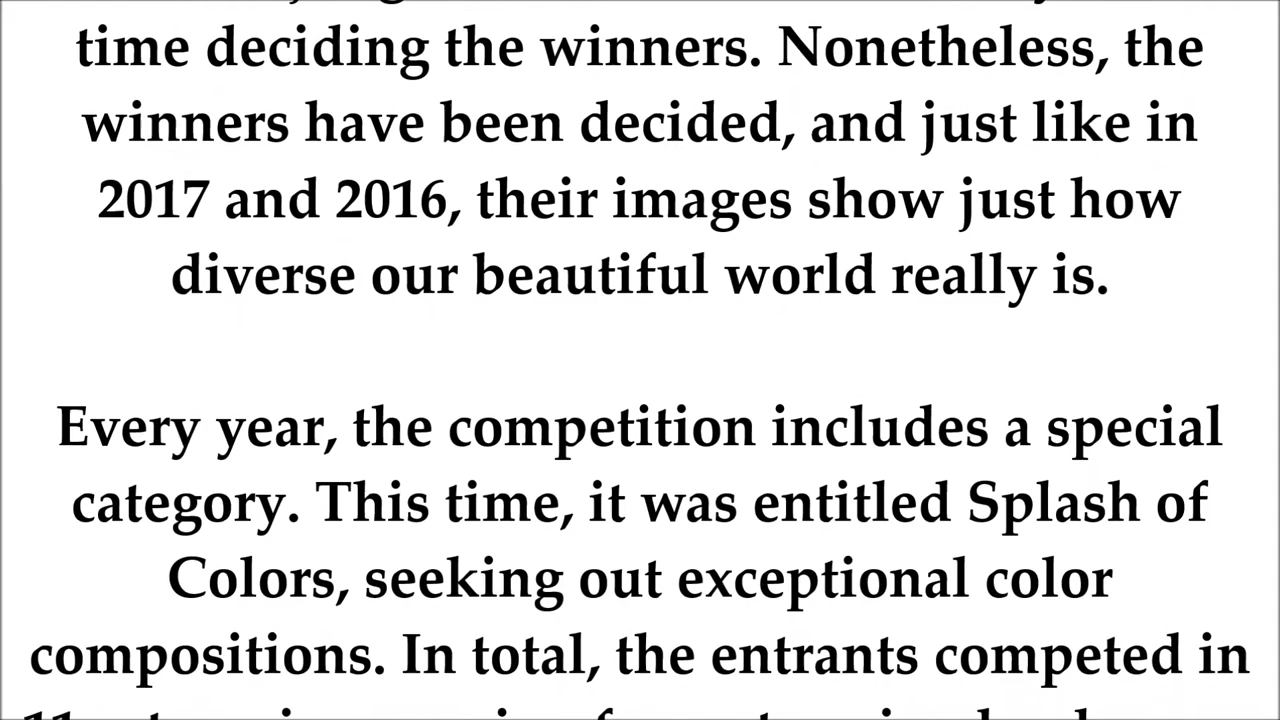 time deciding the winners. Nonetheless, the
winners have been decided, and just like in
2017 and 2016, their images show just how
diverse our beautiful world really is.
Every year, the competition includes a special
category. This time, it was entitled Splash of
Colors, seeking out exceptional color
compositions. In total, the entrants competed in